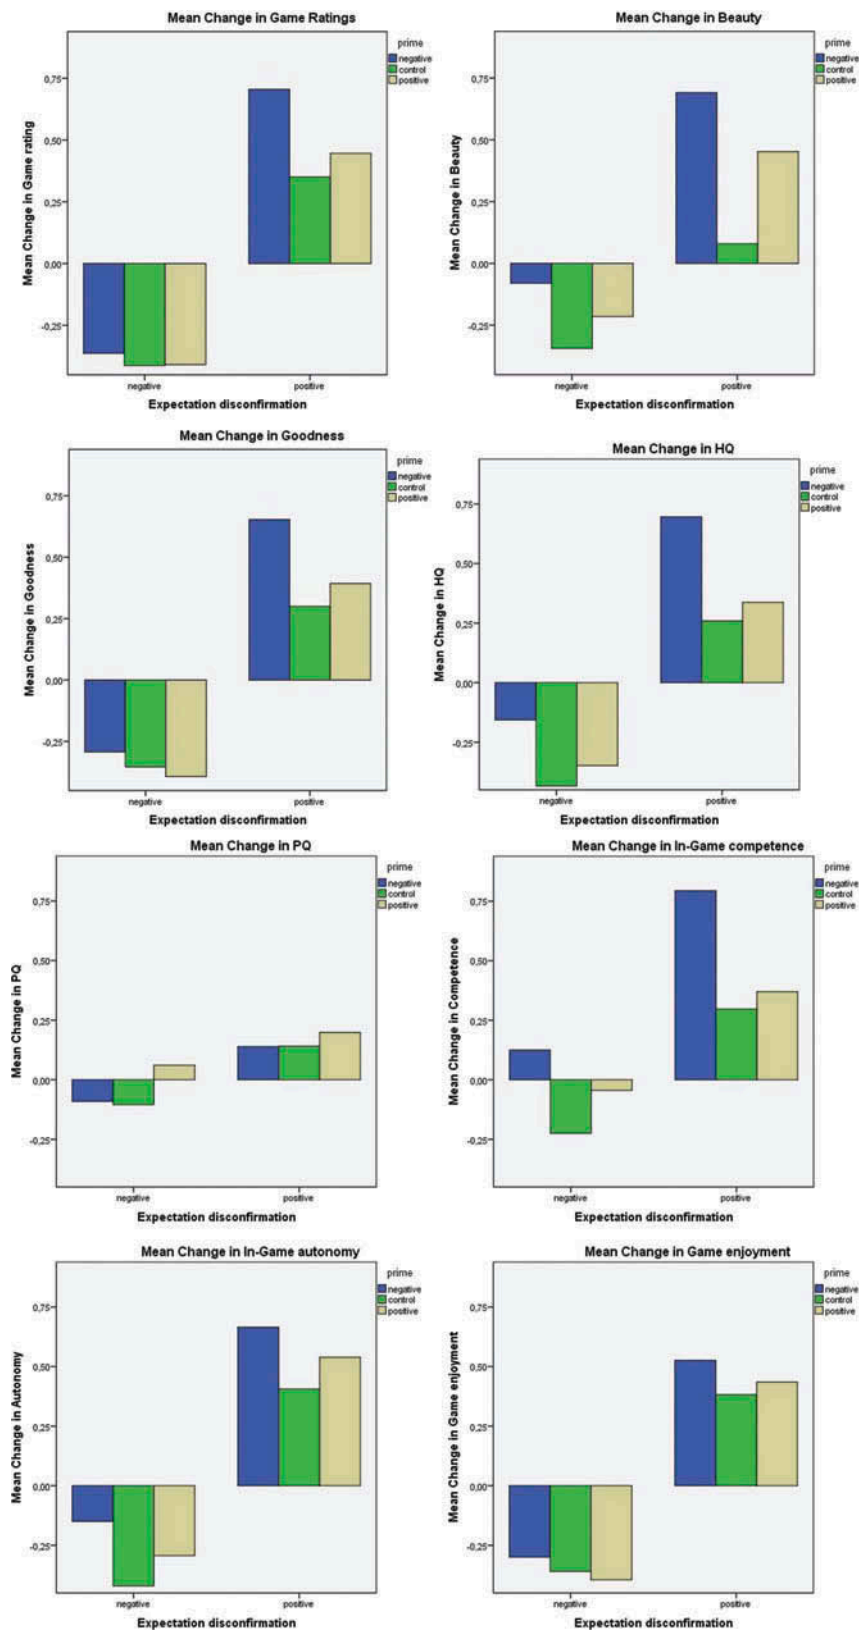 Mean Change in Game Ratings
prime
negative
control
positive
0,75
0,50
0,25
0,00
-0,25
Mean Change in Game rating
negative positive
Expectation disconfirmation
Mean Change in Beauty
prime
negative
control
positive
0,75
0,50
0,25
0,00
-0,25
Mean Change in Beauty
negative positive
Expectation disconfirmation
Mean Change in Goodness
prime
negative
control
positive
0,75
0,50
0,25
0,00
-0,25
Mean Change in Goodness
negative positive
Expectation disconfirmation
Mean Change in HQ
prime
negative
control
positive
0,75
0,50
0,25
0,00
-0,25
Mean Change in HQ
negative positive
Expectation disconfirmation
Mean Change in PQ
prime
negative
control
positive
0,75
0,50
0,25
0,00
-0,25
Mean Change in PQ
negative positive
Expectation disconfirmation
Mean Change in In-Game competence
prime
negative
control
positive
0,75
0,50
0,25
0,00
-0,25
Mean Change in Competence
negative positive
Expectation disconfirmation
Mean Change in In-Game autonomy
prime
negative
control
positive
0,75
0,50
0,25
0,00
-0,25
Mean Change in Autonomy
negative positive
Expectation disconfirmation
Mean Change in Game enjoyment
prime
negative
control
positive
0,75
0,50
0,25
0,00
-0,25
Mean Change in Game enjoyment
negative positive
Expectation disconfirmation